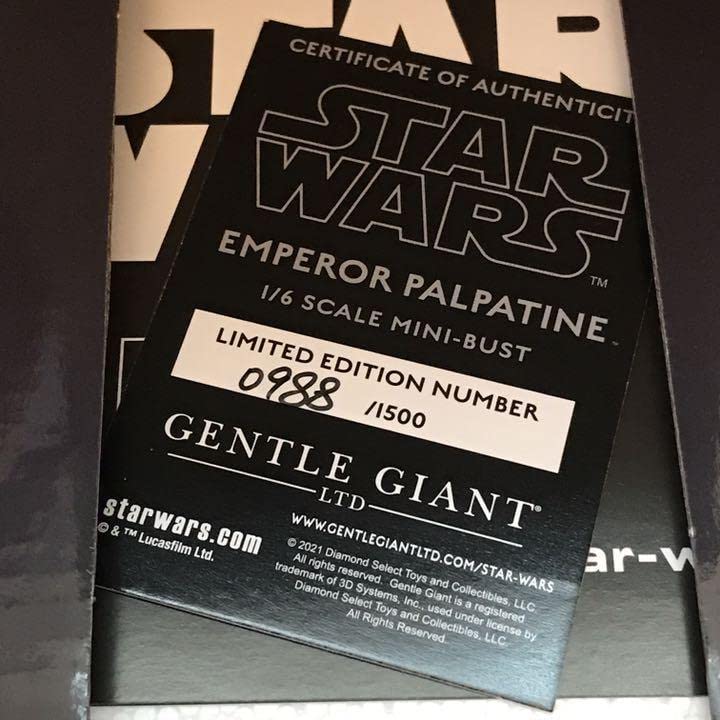 CERTIFICATE OF AUTHENTICIT
STAR
WARS
TM
EMPEROR PALPATINE
1/6 SCALE MINI-BUST
LIMITED EDITION NUMBER
0988 /1500
GENTLE GIANT®
LTD
starwars.com
© & TM Lucasfilm Ltd.
WWW.GENTLEGIANTLTD.COM/STAR-WARS
© 2021 Diamond Select Toys and Collectibles, LLC.
All rights reserved. Gentle Giant is a registered
trademark of 3D Systems, Inc., used under license by
Diamond Select Toys and Collectibles, LLC
All Rights Reserved.
STAR
W
ar-w